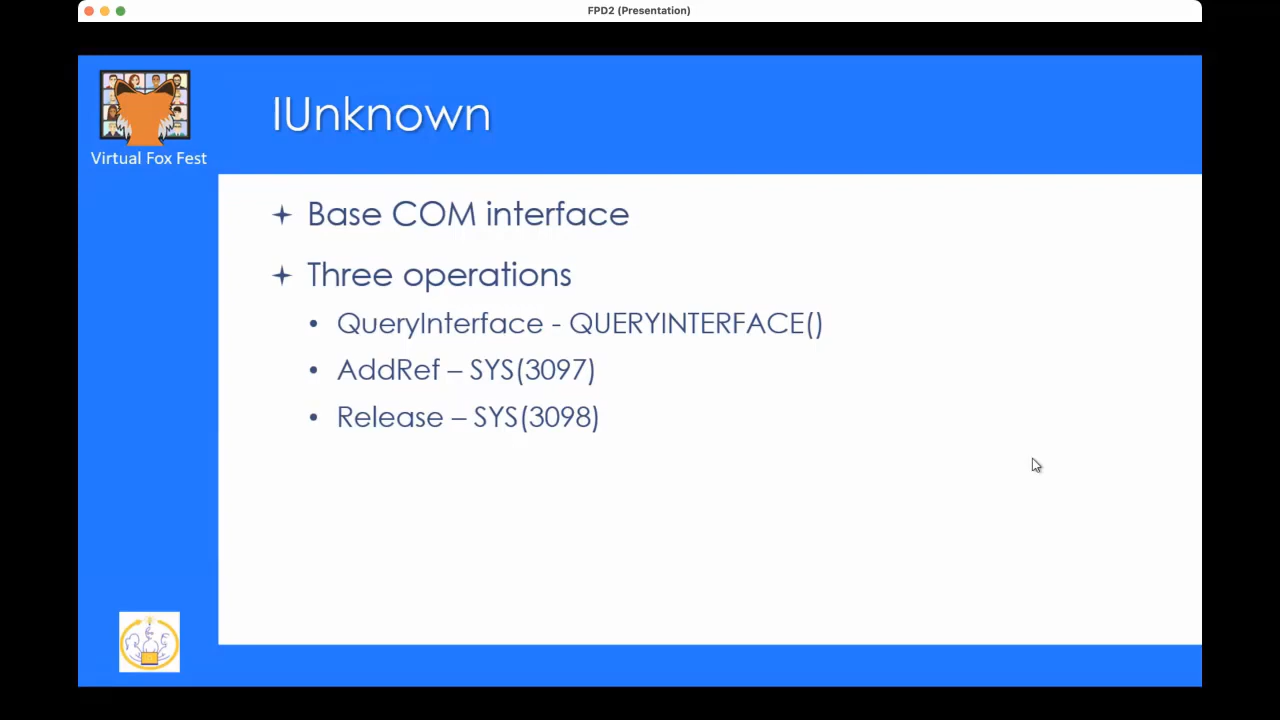 FPD2 (Presentation)
IUnknown
Virtual Fox Fest
Base COM interface
Three operations
QueryInterface - QUERYINTERFACE()
AddRef – SYS(3097)
Release – SYS(3098)